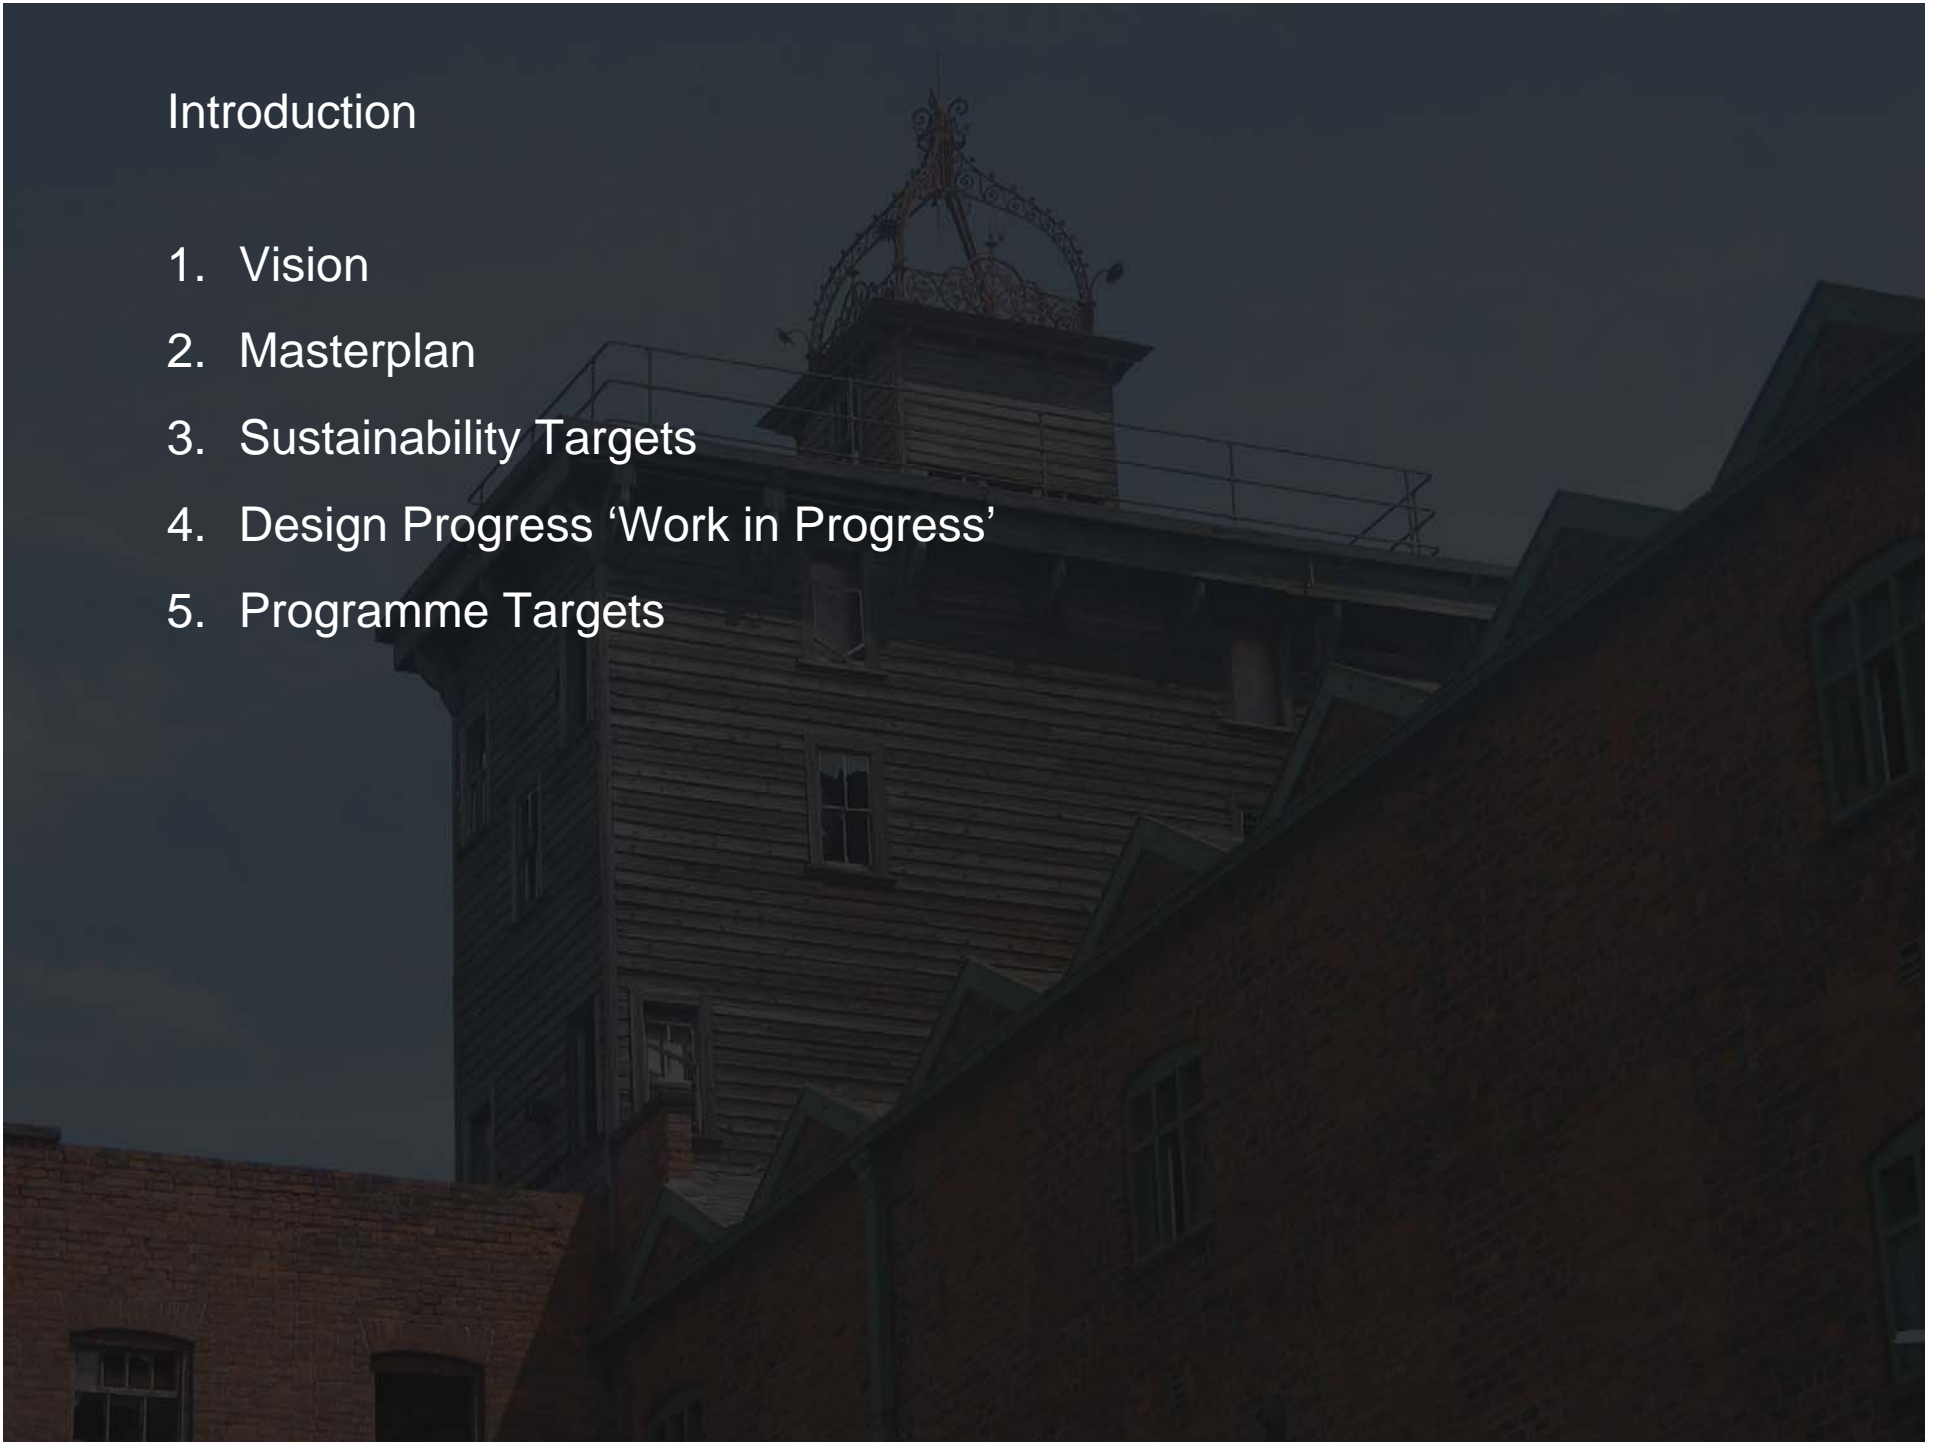 Introduction
1. Vision
2. Masterplan
3. Sustainability Targets
4. Design Progress ‘Work in Progress’
5. Programme Targets